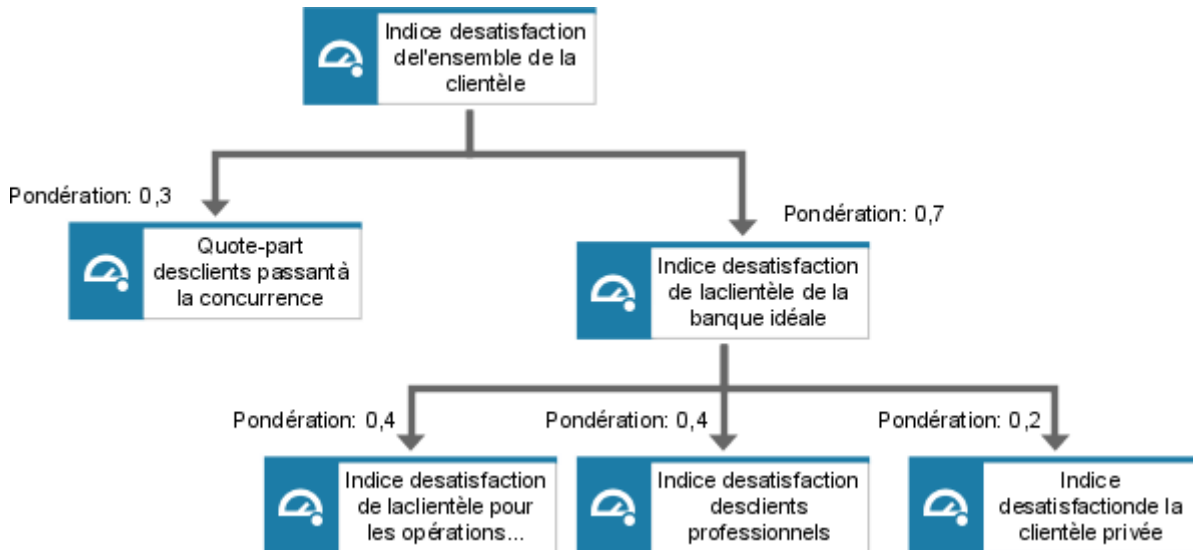 Indice desatisfaction
del'ensemble de la
clientèle
Pondération: 0,3
Pondération: 0,7
Quote-part
desclients passantà
la concurrence
Indice desatisfaction
de laclientèle de la
banque idéale
Pondération: 0,4
Pondération: 0,4
Pondération: 0,2
Indice desatisfaction
de laclientèle pour
les opérations...
Indice desatisfaction
desclients
professionnels
Indice
desatisfactionde la
clientèle privée